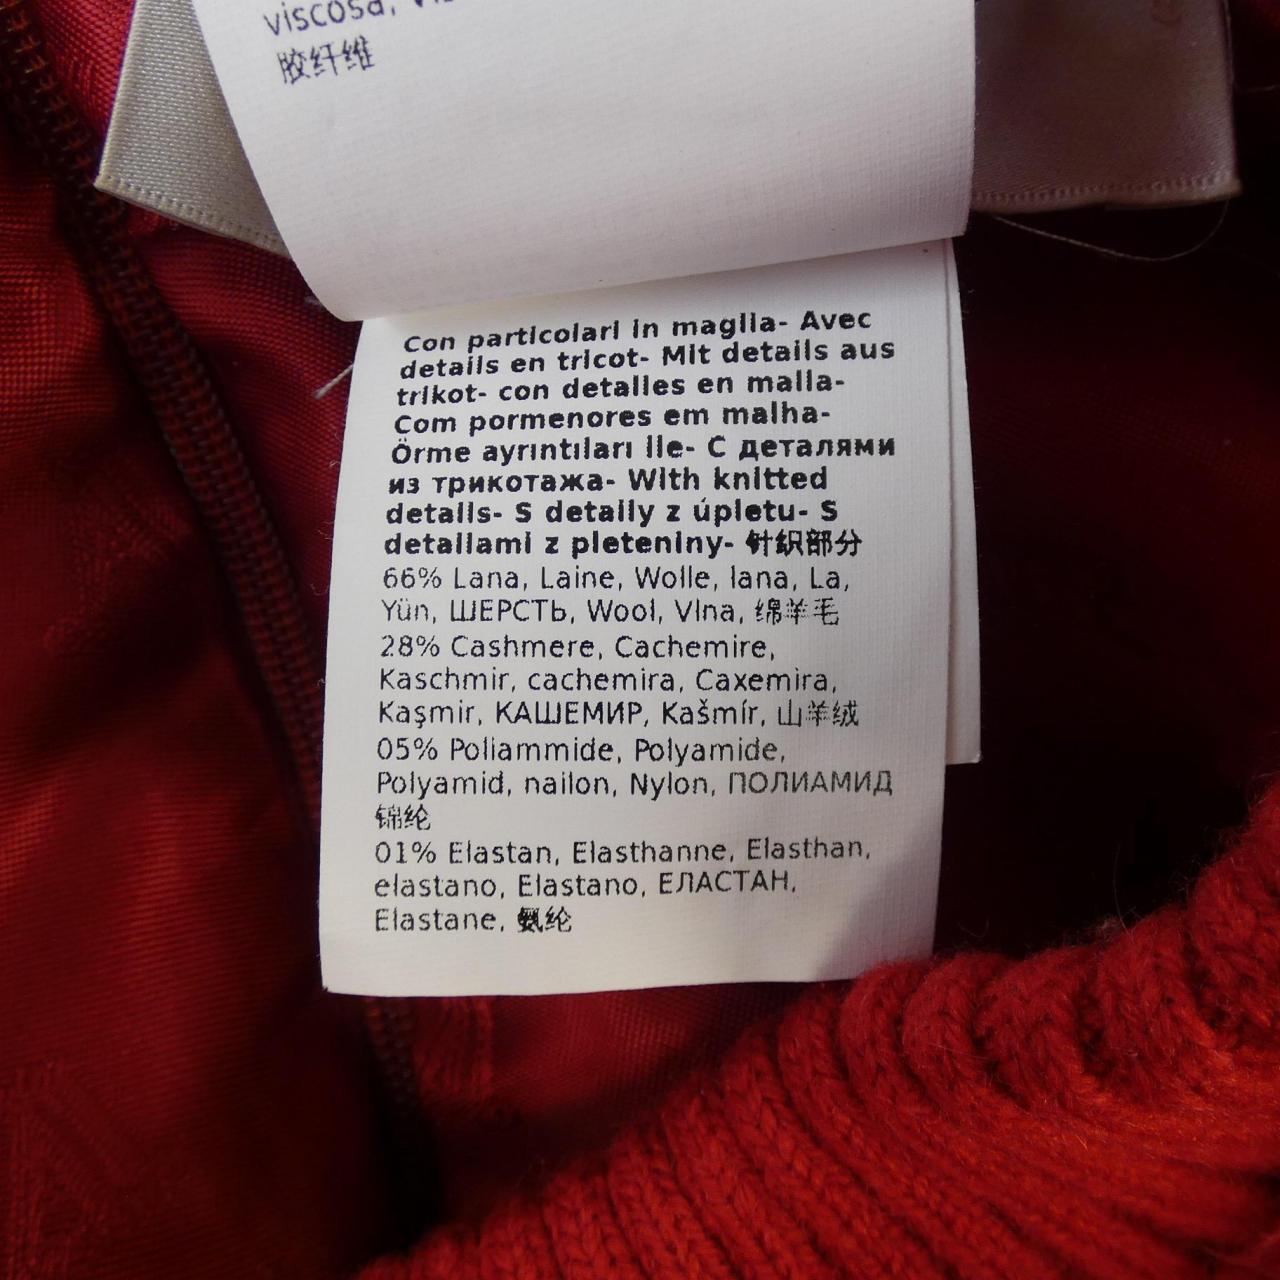 viscosa,
胶纤维
Con particolari in maglia- Avec
details en tricot- Mit details aus
trikot- con detalles en malla-
Com pormenores em malha-
Örme ayrıntıları ile- С деталями
из трикотажа- With knitted
details- S detaily z úpletu- S
detailami z pleteniny- 针织部分
66% Lana, Laine, Wolle, lana, La,
Yün, ШЕРСТЬ, Wool, Vlna, 绵羊毛
28% Cashmere, Cachemire,
Kaschmir, cachemira, Caxemira,
Kaşmir, КАШЕМИР, Kašmír, 山羊绒
05% Poliammide, Polyamide,
Polyamid, nailon, Nylon, ПОЛИАМИД
锦纶
01% Elastan, Elasthanne, Elasthan,
elastano, Elastano, ЕЛАСТАН,
Elastane, 氨纶